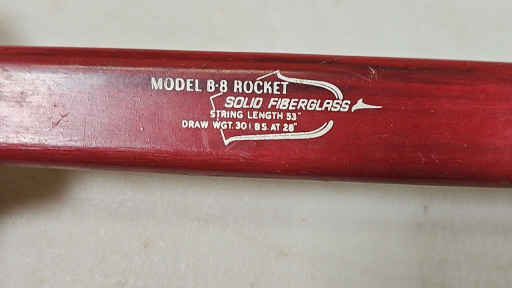 MODEL B-8 ROCKET
SOLID FIBERGLASS
STRING LENGTH 53"
DRAW WGT. 30 LBS. AT 28"